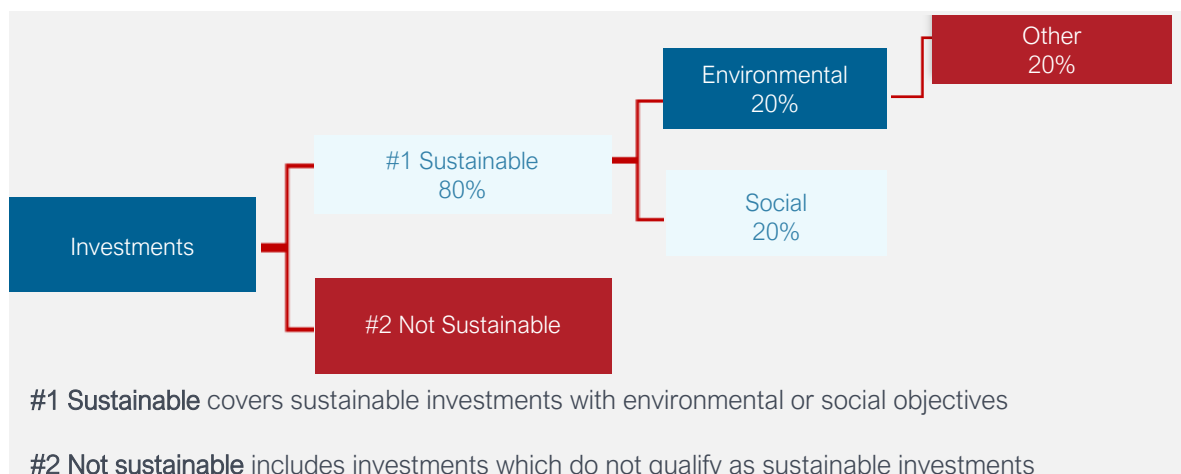 Other
20%
Environmental
20%
#1 Sustainable
80%
Social
20%
Investments
#2 Not Sustainable
#1 Sustainable covers sustainable investments with environmental or social objectives
#2 Not sustainable includes investments which do not qualify as sustainable investments